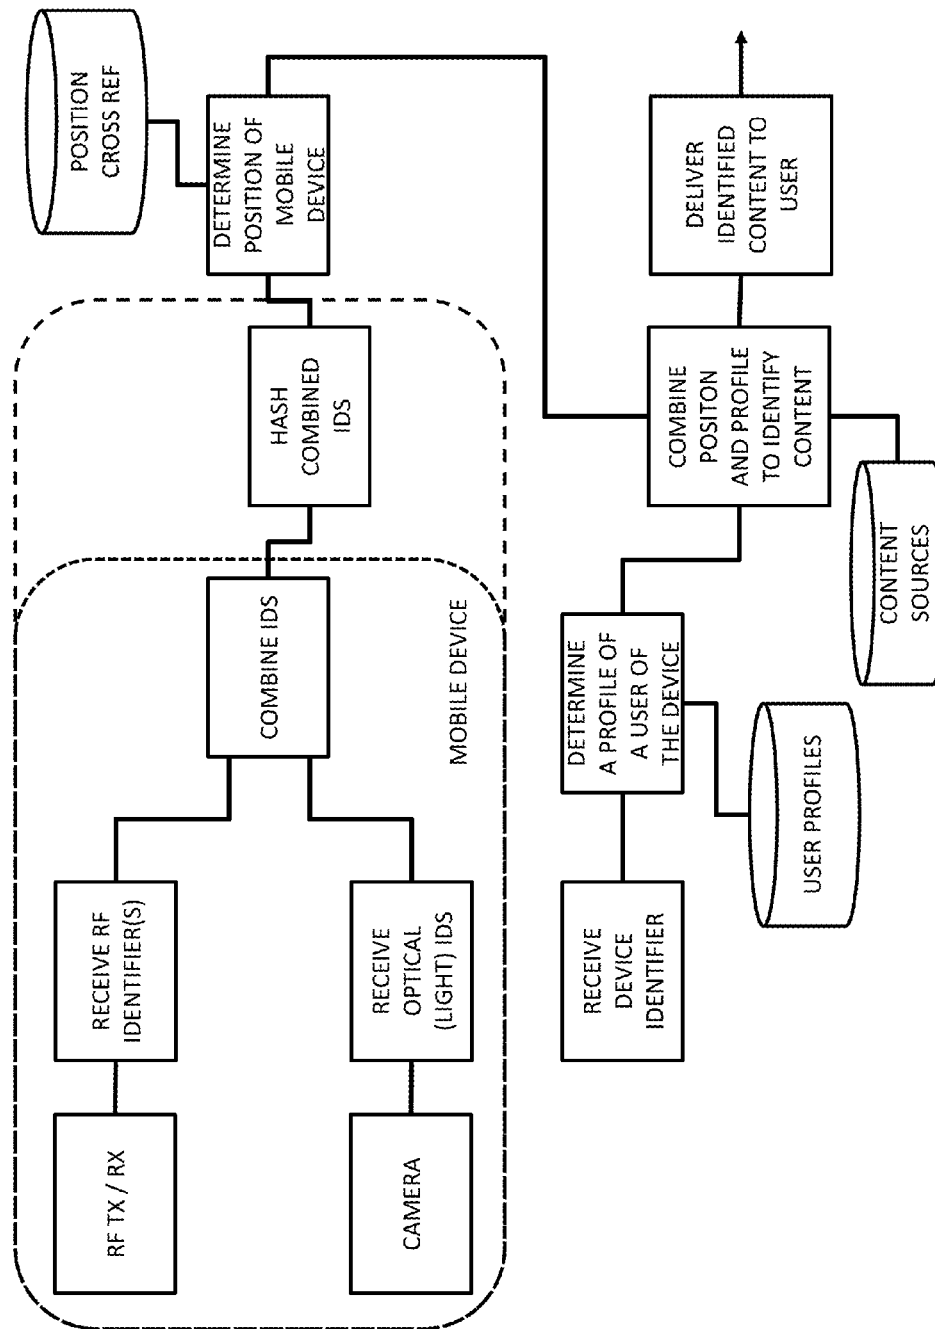 RF TX / RX
RECEIVE RF
IDENTIFIER(S)
CAMERA
RECEIVE
OPTICAL
(LIGHT) IDS
COMBINE IDS
MOBILE DEVICE
HASH
COMBINED
IDS
DETERMINE
POSITION OF
MOBILE
DEVICE
POSITION
CROSS REF
RECEIVE
DEVICE
IDENTIFIER
DETERMINE
A PROFILE OF
A USER OF
THE DEVICE
USER PROFILES
COMBINE
POSITON
AND PROFILE
TO IDENTIFY
CONTENT
CONTENT
SOURCES
DELIVER
IDENTIFIED
CONTENT TO
USER